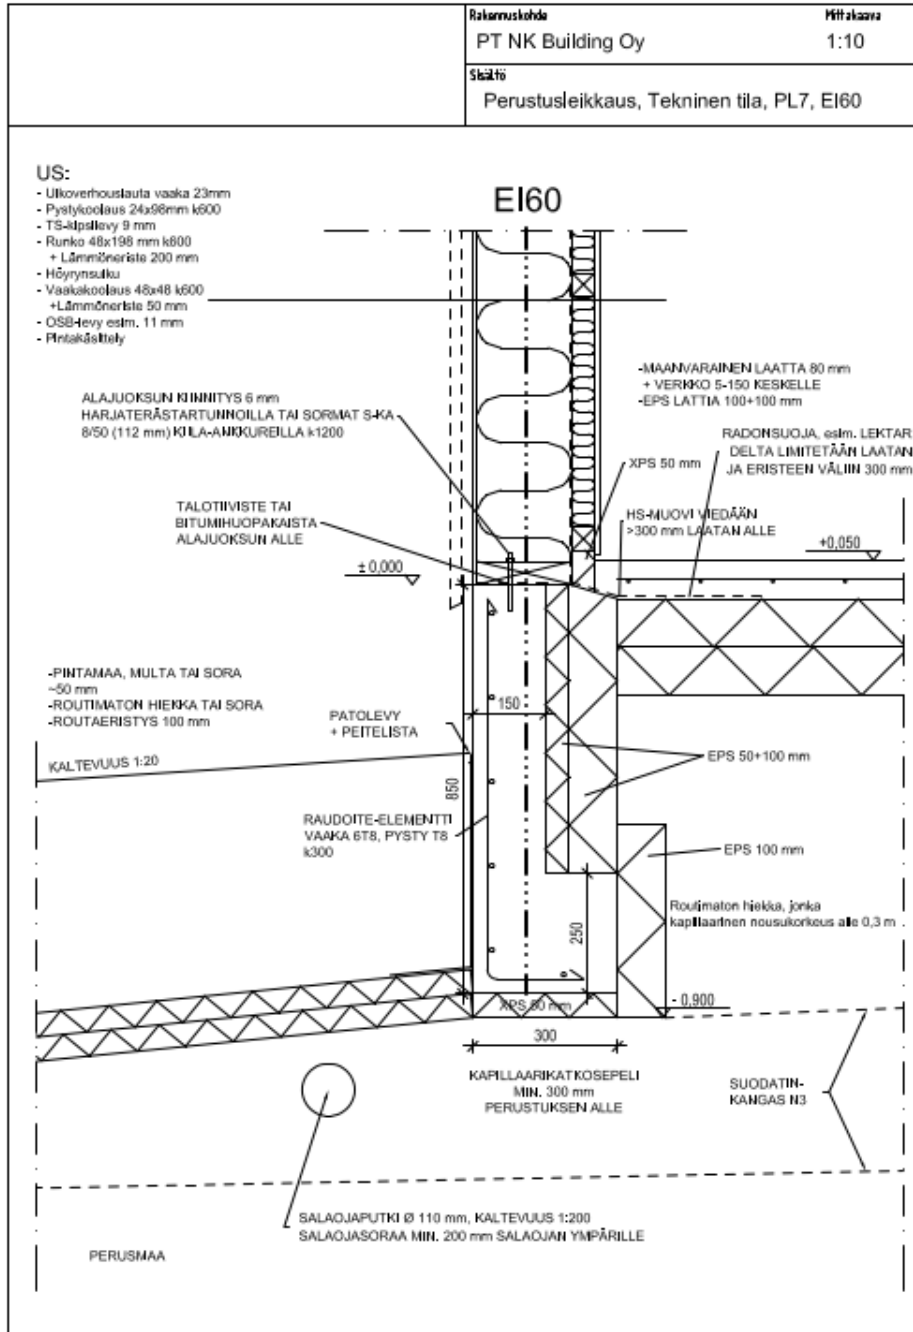 Rakennuskohde
Mittakaava
PT NK Building Oy
1:10
Sisältö
Perustusleikkaus, Tekninen tila, PL7, EI60
US:
- Ulkoverhouslauta vaaka 23mm
- Pystykoolaus 24x98mm k600
- TS-kipsilevy 9 mm
- Runko 48x198 mm k600
+ Lämmöneriste 200 mm
- Höyrynsulku
- Vaakakoolaus 48x48 k600
+Lämmöneriste 50 mm
- OSB-levy esim. 11 mm
- Pintakäsittely
EI60
ALAJUOKSUN KIINNITYS 6 mm
HARJATERÄSTARTUNNOILLA TAI SORMAT S-KA
8/50 (112 mm) KIILA-ANKKUREILLA k1200
-MAANVARAINEN LAATTA 80 mm
+ VERKKO 5-150 KESKELLE
-EPS LATTIA 100+100 mm
RADONSUOJA, esim. LEKTAR
DELTA LIMITETÄÄN LAATAN
JA ERISTEEN VÄLIIN 300 mm
XPS 50 mm
TALOTIIVISTE TAI
BITUMIHUOPAKAISTA
ALAJUOKSUN ALLE
HS-MUOVI VIEDÄÄN
>300 mm LAATAN ALLE
+0,050
± 0,000
-PINTAMAA, MULTA TAI SORA
~50 mm
-ROUTIMATON HIEKKA TAI SORA
-ROUTAERISTYS 100 mm
150
PATOLEVY
+ PEITELISTA
KALTEVUUS 1:20
EPS 50+100 mm
850
RAUDOITE-ELEMENTTI
VAAKA 6T8, PYSTY T8
k300
EPS 100 mm
Routimaton hiekka, jonka
kapillaarinen nousukorkeus alle 0,3 m
250
XPS 50 mm
- 0,900
300
KAPILLAARIKATKOSEPELI
MIN. 300 mm
PERUSTUKSEN ALLE
SUODATIN-
KANGAS N3
SALAOJAPUTKI Ø 110 mm, KALTEVUUS 1:200
SALAOJASORAA MIN. 200 mm SALAOJAN YMPÄRILLE
PERUSMAA